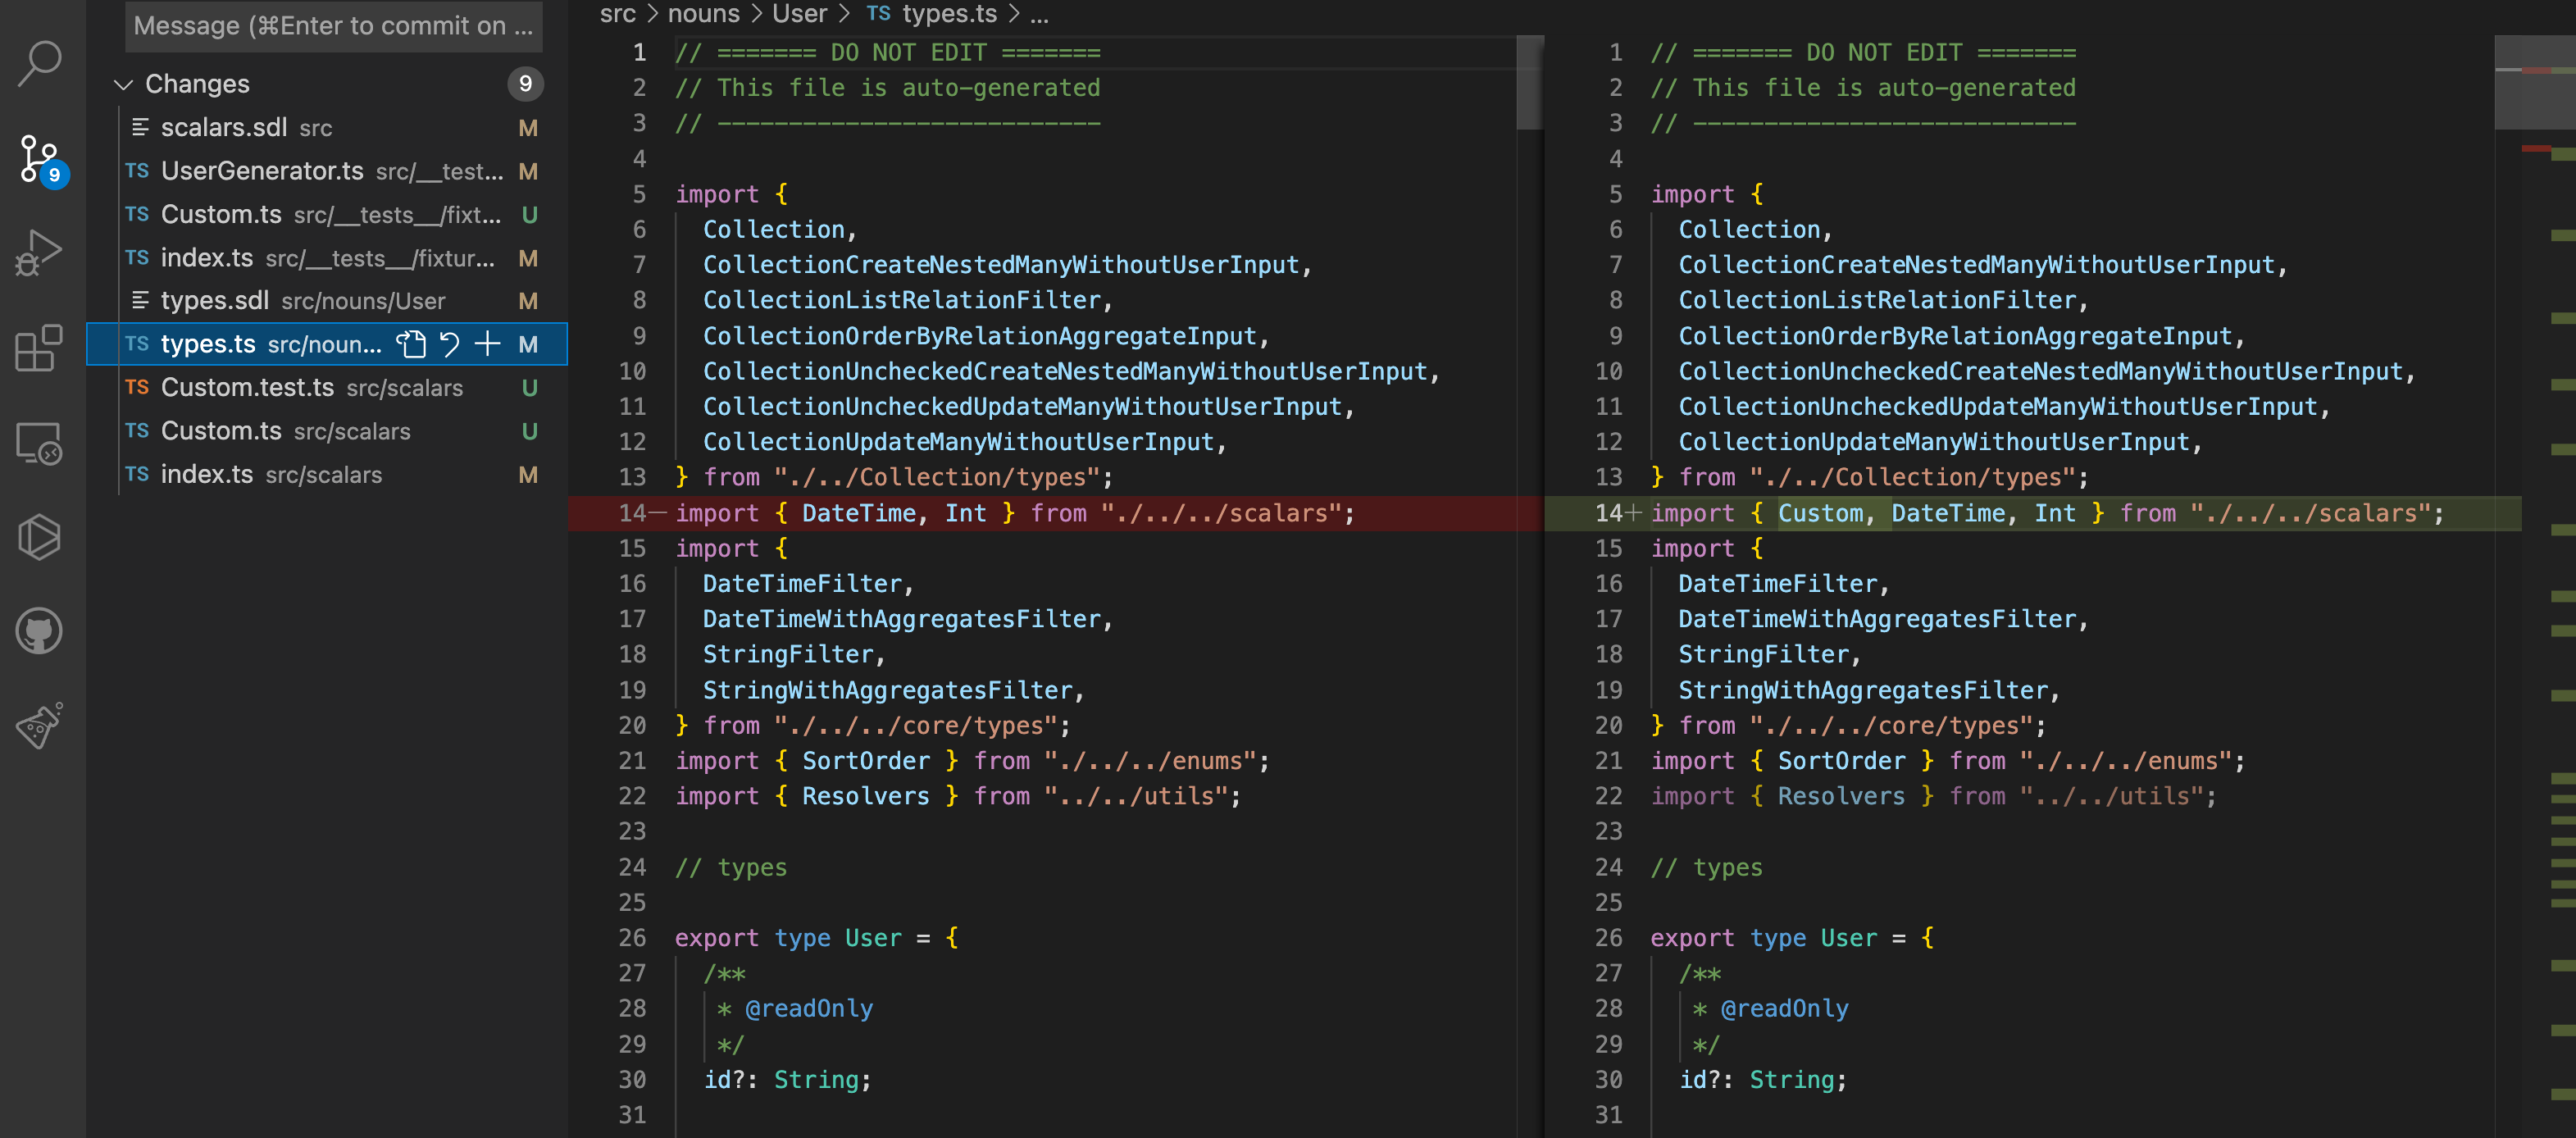 Message (⌘Enter to commit on ...
Changes 9
scalars.sdl src M
9
TS UserGenerator.ts src/__test... M
TS Custom.ts src/__tests__/fixt... U
TS index.ts src/__tests__/fixtur... M
types.sdl src/nouns/User M
TS types.ts src/noun... M
TS Custom.test.ts src/scalars U
TS Custom.ts src/scalars U
TS index.ts src/scalars M
src > nouns > User > TS types.ts > ...
1 // ======= DO NOT EDIT =======
2 // This file is auto-generated
3 // ---------------------------
4
5 import {
6 Collection,
7 CollectionCreateNestedManyWithoutUserInput,
8 CollectionListRelationFilter,
9 CollectionOrderByRelationAggregateInput,
10 CollectionUncheckedCreateNestedManyWithoutUserInput,
11 CollectionUncheckedUpdateManyWithoutUserInput,
12 CollectionUpdateManyWithoutUserInput,
13 } from "./../Collection/types";
14— import { DateTime, Int } from "./../../scalars";
15 import {
16 DateTimeFilter,
17 DateTimeWithAggregatesFilter,
18 StringFilter,
19 StringWithAggregatesFilter,
20 } from "./../../core/types";
21 import { SortOrder } from "./../../enums";
22 import { Resolvers } from "../../utils";
23
24 // types
25
26 export type User = {
27 /**
28 * @readOnly
29 */
30 id?: String;
31
1 // ======= DO NOT EDIT =======
2 // This file is auto-generated
3 // ---------------------------
4
5 import {
6 Collection,
7 CollectionCreateNestedManyWithoutUserInput,
8 CollectionListRelationFilter,
9 CollectionOrderByRelationAggregateInput,
10 CollectionUncheckedCreateNestedManyWithoutUserInput,
11 CollectionUncheckedUpdateManyWithoutUserInput,
12 CollectionUpdateManyWithoutUserInput,
13 } from "./../Collection/types";
14+ import { Custom, DateTime, Int } from "./../../scalars";
15 import {
16 DateTimeFilter,
17 DateTimeWithAggregatesFilter,
18 StringFilter,
19 StringWithAggregatesFilter,
20 } from "./../../core/types";
21 import { SortOrder } from "./../../enums";
22 import { Resolvers } from "../../utils";
23
24 // types
25
26 export type User = {
27 /**
28 * @readOnly
29 */
30 id?: String;
31